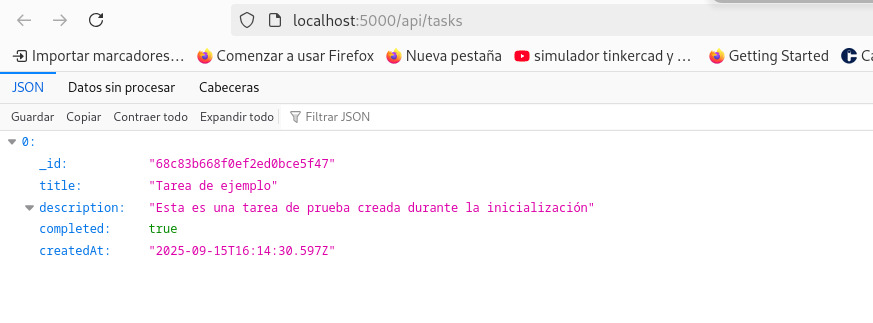 localhost:5000/api/tasks
Importar marcadores… Comenzar a usar Firefox Nueva pestaña simulador tinkercad y … Getting Started
JSON Datos sin procesar Cabeceras
Guardar Copiar Contraer todo Expandir todo Filtrar JSON
0:
_id: "68c83b668f0ef2ed0bce5f47"
title: "Tarea de ejemplo"
description: "Esta es una tarea de prueba creada durante la inicialización"
completed: true
createdAt: "2025-09-15T16:14:30.597Z"